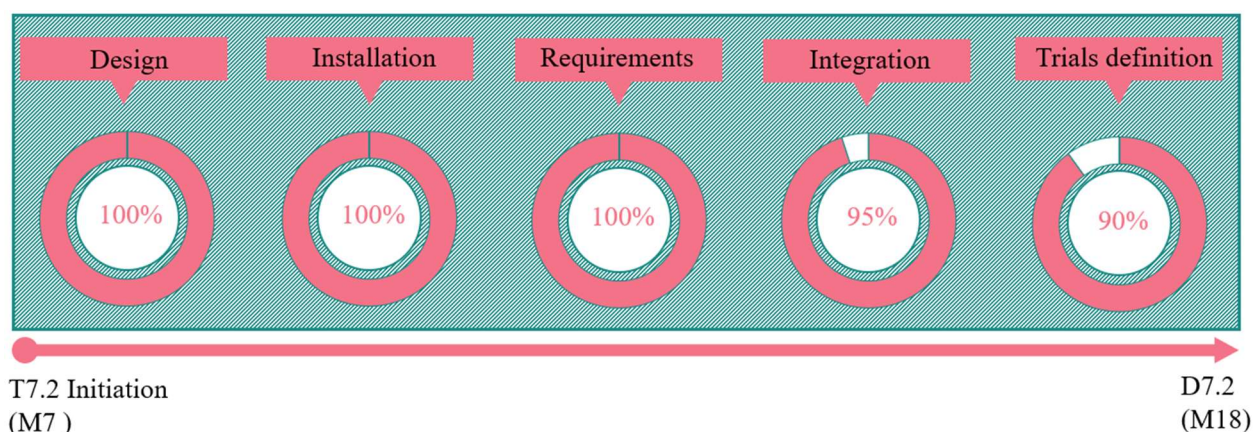 Design
Installation
Requirements
Integration
Trials definition
100%
100%
100%
95%
90%
T7.2 Initiation
(M7 )
D7.2
(M18)